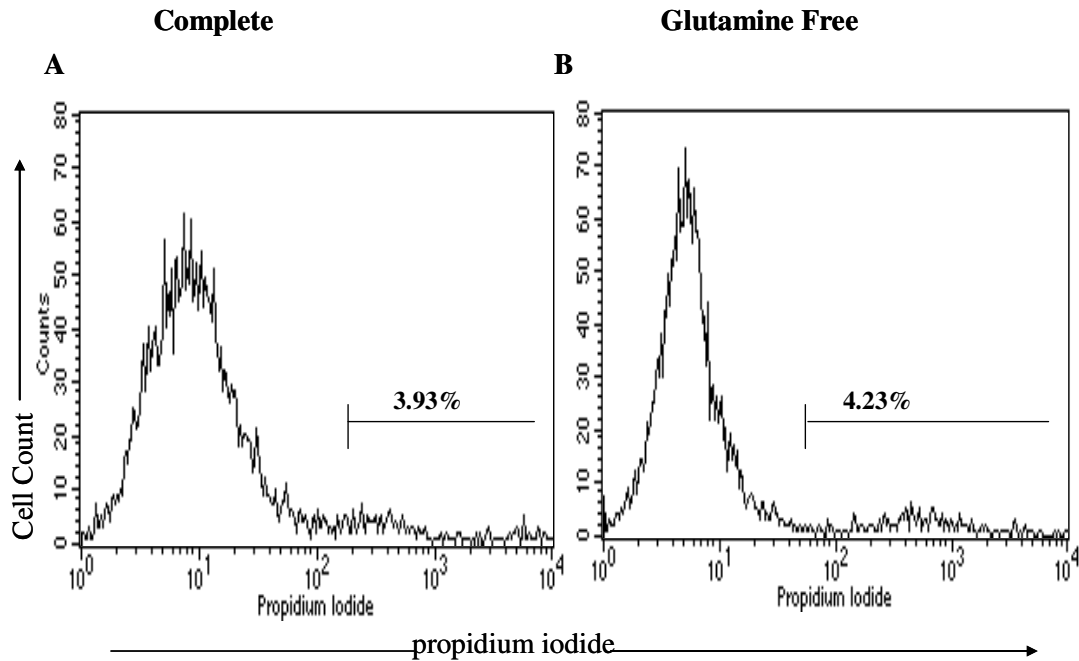 Complete
Glutamine Free
A
B
80
70
60
50
40
30
20
10
0
Counts
Cell Count
3.93%
10^0 10^1 10^2 10^3 10^4
Propidium Iodide
80
70
60
50
40
30
20
10
0
4.23%
10^0 10^1 10^2 10^3 10^4
Propidium Iodide
propidium iodide